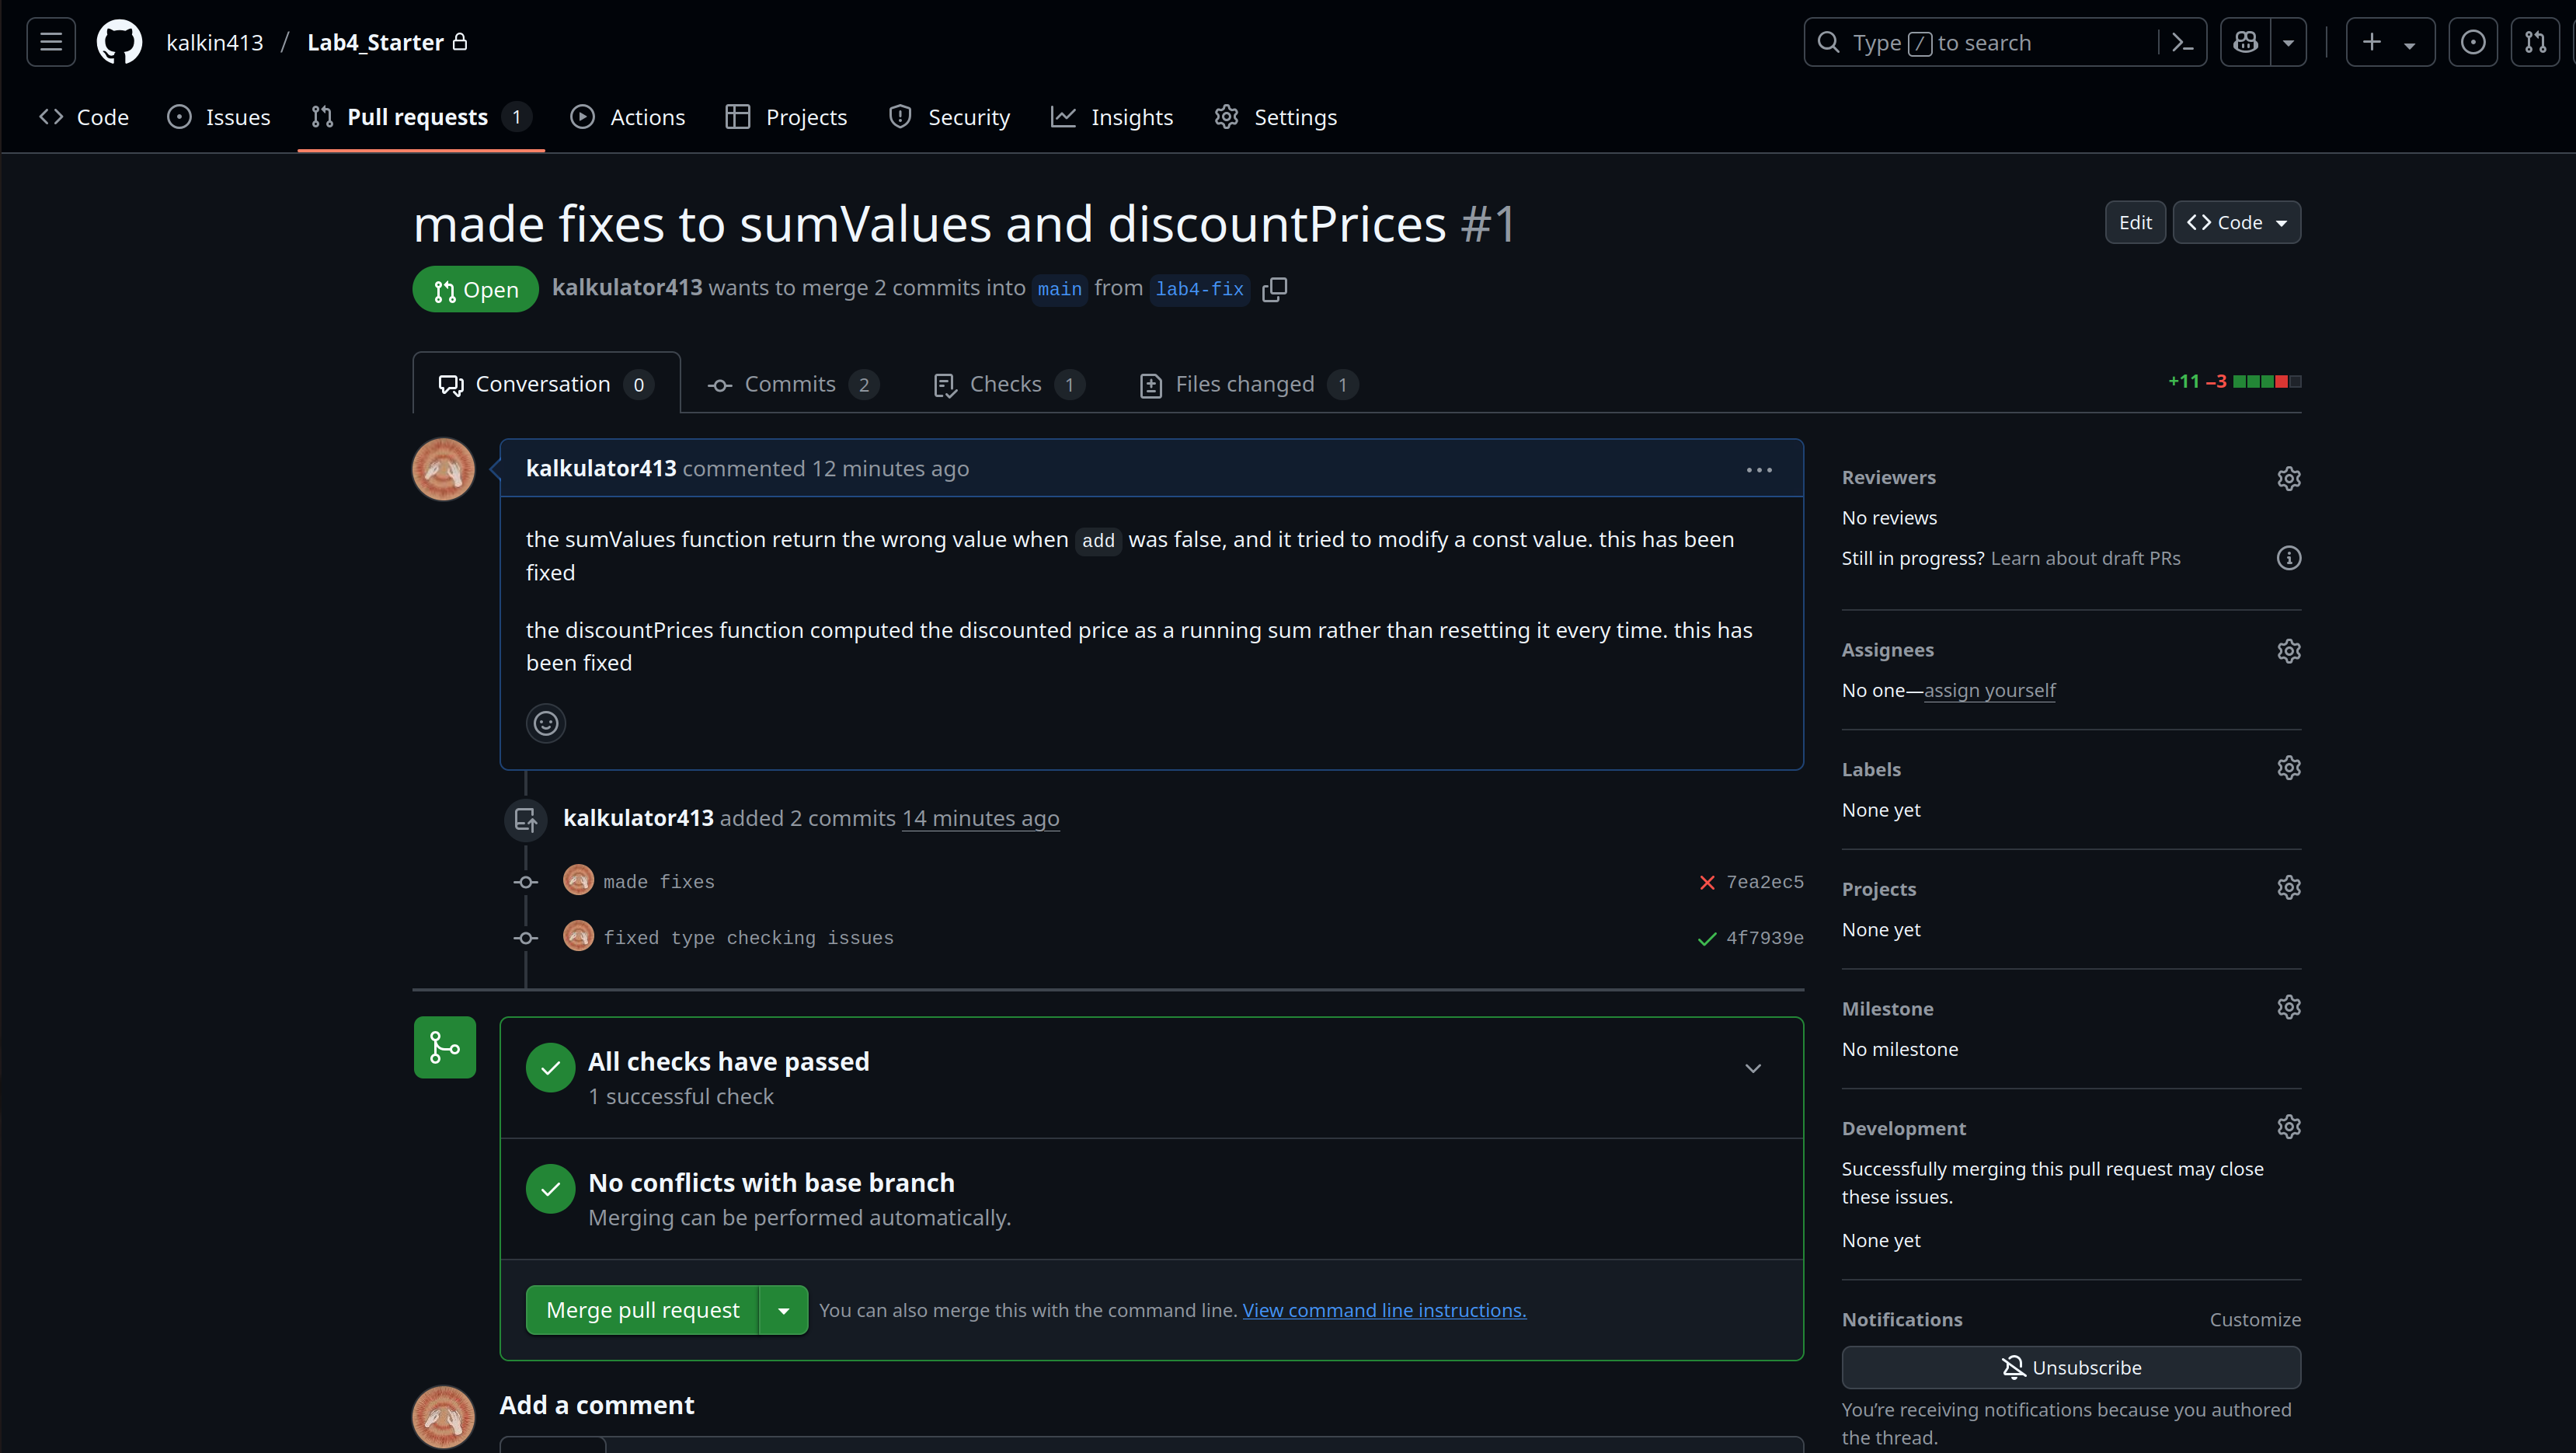 kalkin413 / Lab4_Starter
Type / to search
Code
Issues
Pull requests 1
Actions
Projects
Security
Insights
Settings
made fixes to sumValues and discountPrices #1
Edit
Code
Open
kalkulator413 wants to merge 2 commits into main from lab4-fix
Conversation 0
Commits 2
Checks 1
Files changed 1
+11 −3
kalkulator413 commented 12 minutes ago
the sumValues function return the wrong value when add was false, and it tried to modify a const value. this has been
fixed
the discountPrices function computed the discounted price as a running sum rather than resetting it every time. this has
been fixed
kalkulator413 added 2 commits 14 minutes ago
made fixes 7ea2ec5
fixed type checking issues 4f7939e
All checks have passed
1 successful check
No conflicts with base branch
Merging can be performed automatically.
Merge pull request
You can also merge this with the command line. View command line instructions.
Add a comment
Reviewers
No reviews
Still in progress? Learn about draft PRs
Assignees
No one—assign yourself
Labels
None yet
Projects
None yet
Milestone
No milestone
Development
Successfully merging this pull request may close
these issues.
None yet
Notifications
Customize
Unsubscribe
You're receiving notifications because you authored
the thread.